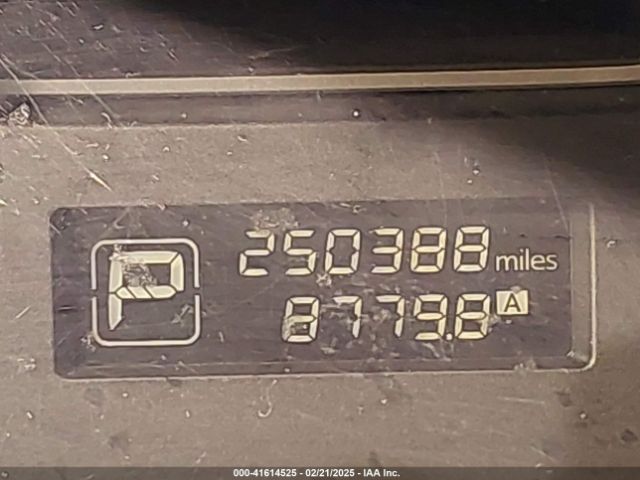 250388 miles
P
8779.8 A
000-41614525 - 02/21/2025 - IAA Inc.